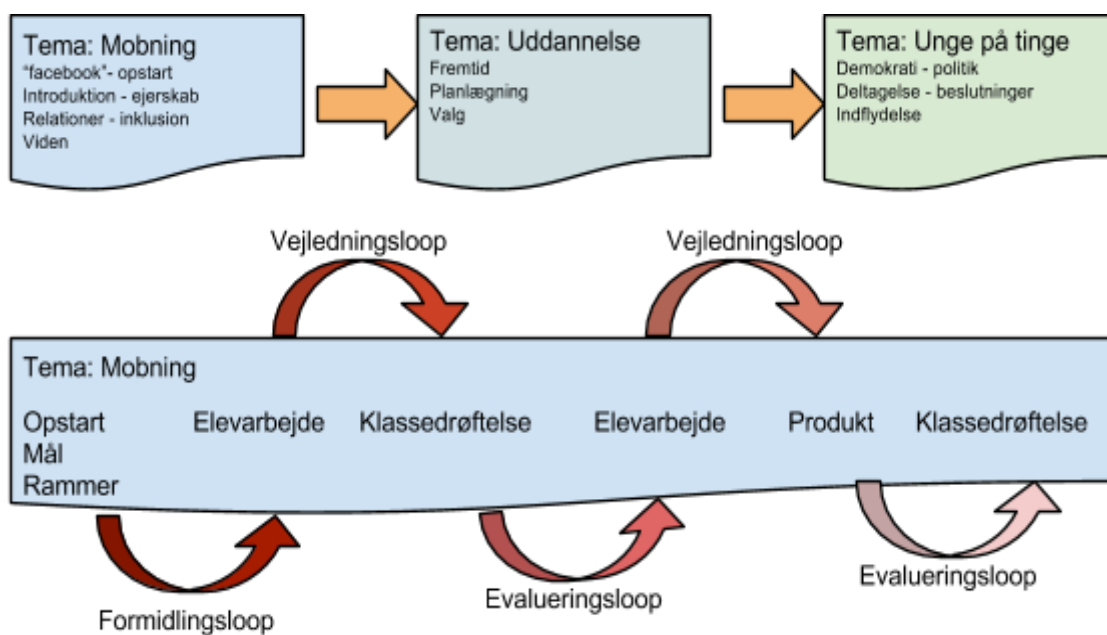 Tema: Mobning
"facebook"- opstart
Introduktion - ejerskab
Relationer - inklusion
Viden
Tema: Uddannelse
Fremtid
Planlægning
Valg
Tema: Unge på tinge
Demokrati - politik
Deltagelse - beslutninger
Indflydelse
Vejledningsloop
Vejledningsloop
Tema: Mobning
Opstart
Mål
Rammer
Elevarbejde
Klassedrøftelse
Elevarbejde
Produkt
Klassedrøftelse
Formidlingsloop
Evalueringsloop
Evalueringsloop